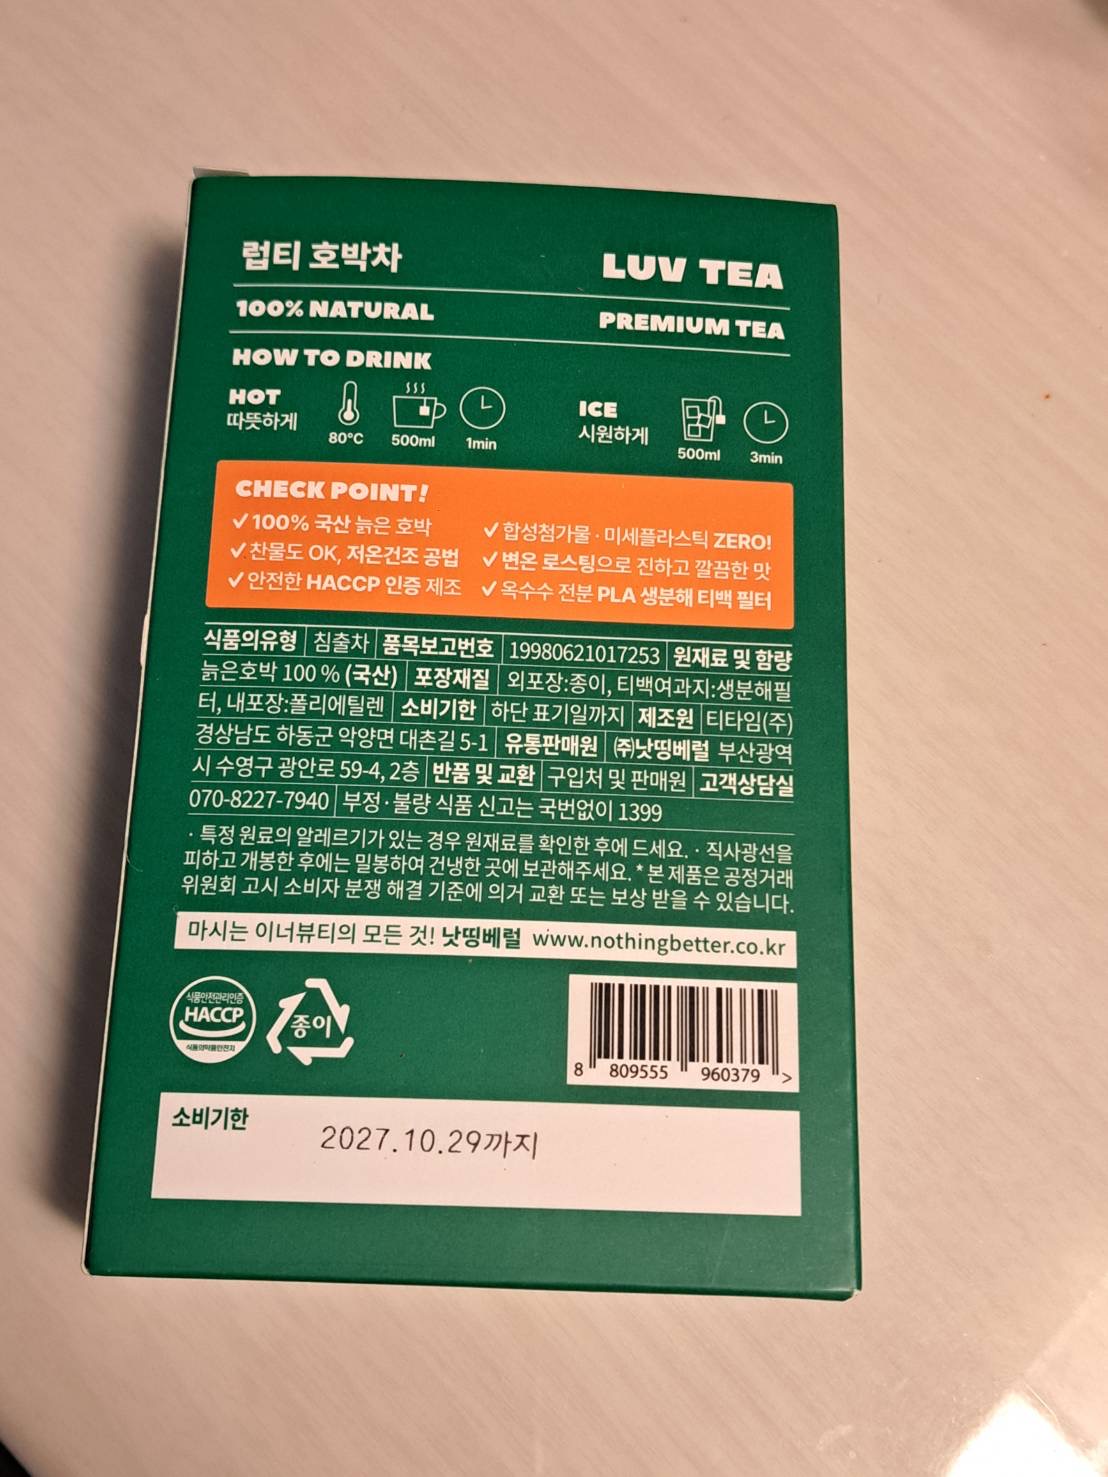 럽티 호박차
LUV TEA
100% NATURAL
PREMIUM TEA
HOW TO DRINK
HOT
따뜻하게
80°C
500ml
1min
ICE
시원하게
500ml
3min
CHECK POINT!
✓ 100% 국산 늙은 호박
✓ 찬물도 OK, 저온건조 공법
✓ 안전한 HACCP 인증 제조
✓ 합성첨가물 · 미세플라스틱 ZERO!
✓ 변온 로스팅으로 진하고 깔끔한 맛
✓ 옥수수 전분 PLA 생분해 티백 필터
식품의유형 | 침출차 | 품목보고번호 | 19980621017253 | 원재료 및 함량
늙은호박 100 % (국산) | 포장재질 | 외포장:종이, 티백여과지:생분해필
터, 내포장:폴리에틸렌 | 소비기한 | 하단 표기일까지 | 제조원 | 티타임(주)
경상남도 하동군 악양면 대촌길 5-1 | 유통판매원 | ㈜낫띵베럴 부산광역
시 수영구 광안로 59-4, 2층 | 반품 및 교환 | 구입처 및 판매원 | 고객상담실
070-8227-7940 | 부정 · 불량 식품 신고는 국번없이 1399
· 특정 원료의 알레르기가 있는 경우 원재료를 확인한 후에 드세요. · 직사광선을
피하고 개봉한 후에는 밀봉하여 건냉한 곳에 보관해주세요. * 본 제품은 공정거래
위원회 고시 소비자 분쟁 해결 기준에 의거 교환 또는 보상 받을 수 있습니다.
마시는 이너뷰티의 모든 것! 낫띵베럴 www.nothingbetter.co.kr
식품안전관리인증
HACCP
식품의약품안전처
종이
8 809555 960379 >
소비기한
2027.10.29까지